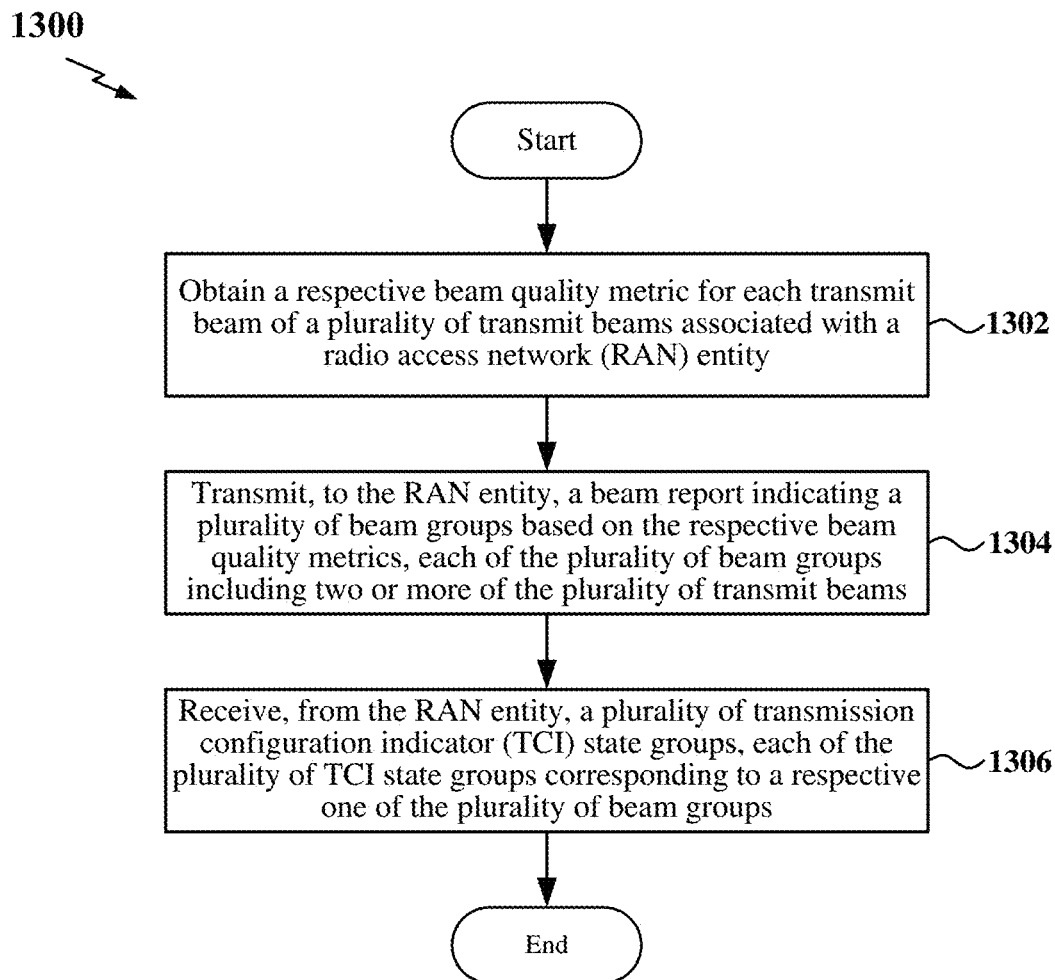 1300
Start
Obtain a respective beam quality metric for each transmit
beam of a plurality of transmit beams associated with a
radio access network (RAN) entity
1302
Transmit, to the RAN entity, a beam report indicating a
plurality of beam groups based on the respective beam
quality metrics, each of the plurality of beam groups
including two or more of the plurality of transmit beams
1304
Receive, from the RAN entity, a plurality of transmission
configuration indicator (TCI) state groups, each of the
plurality of TCI state groups corresponding to a respective
one of the plurality of beam groups
1306
End